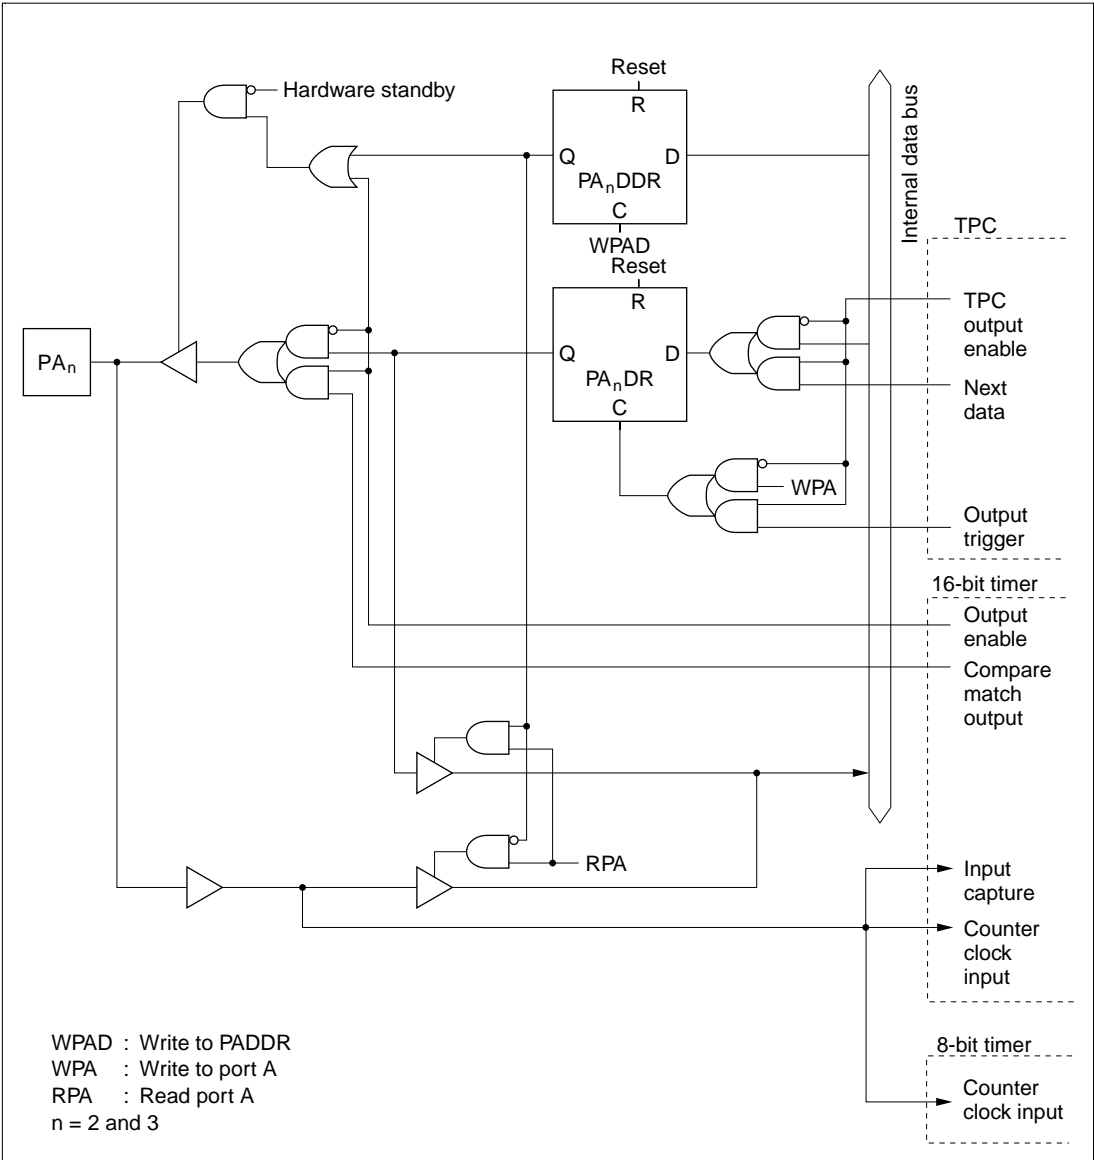 Reset
Hardware standby
R
Internal data bus
Q
D
PAnDDR
C
WPAD
TPC
Reset
R
TPC
output
enable
PAn
Q
D
PAnDR
C
Next
data
WPA
Output
trigger
16-bit timer
Output
enable
Compare
match
output
RPA
Input
capture
Counter
clock
input
WPAD : Write to PADDR
WPA : Write to port A
RPA : Read port A
n = 2 and 3
8-bit timer
Counter
clock input